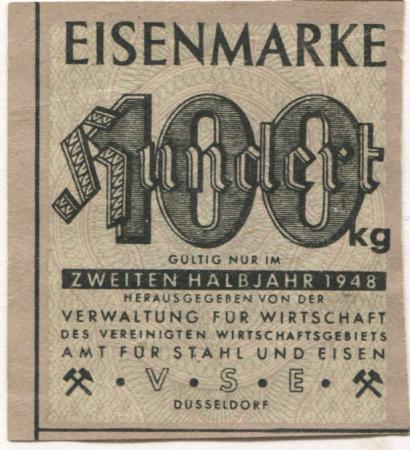 EISENMARKE
100
Hundert
kg
GÜLTIG NUR IM
ZWEITEN HALBJAHR 1948
HERAUSGEGEBEN VON DER
VERWALTUNG FÜR WIRTSCHAFT
DES VEREINIGTEN WIRTSCHAFTSGEBIETS
AMT FÜR STAHL UND EISEN
· V · S · E ·
DÜSSELDORF